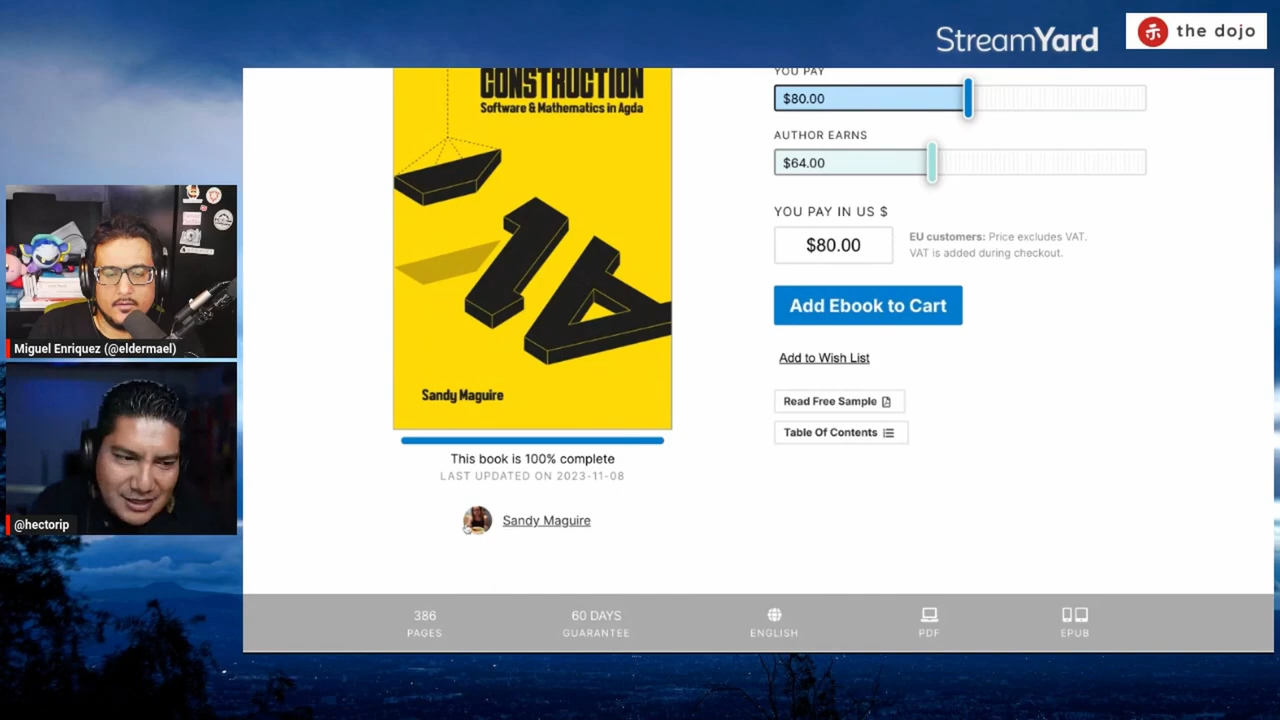 StreamYard
the dojo
YOU PAY
$80.00
AUTHOR EARNS
$64.00
YOU PAY IN US $
$80.00
EU customers: Price excludes VAT.
VAT is added during checkout.
Add Ebook to Cart
Add to Wish List
Read Free Sample
Table Of Contents
CONSTRUCTION
Software & Mathematics in Agda
Sandy Maguire
This book is 100% complete
LAST UPDATED ON 2023-11-08
Sandy Maguire
386
PAGES
60 DAYS
GUARANTEE
ENGLISH
PDF
EPUB
Miguel Enriquez (@eldermael)
@hectorip